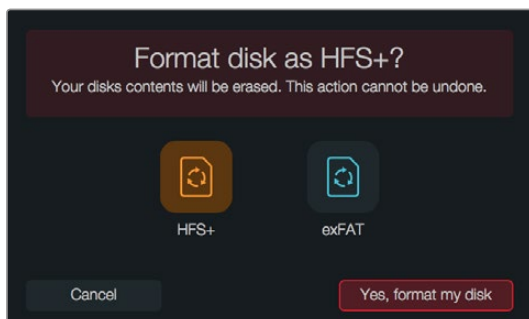 Format disk as HFS+?
Your disks contents will be erased. This action cannot be undone.
HFS+
exFAT
Cancel
Yes, format my disk